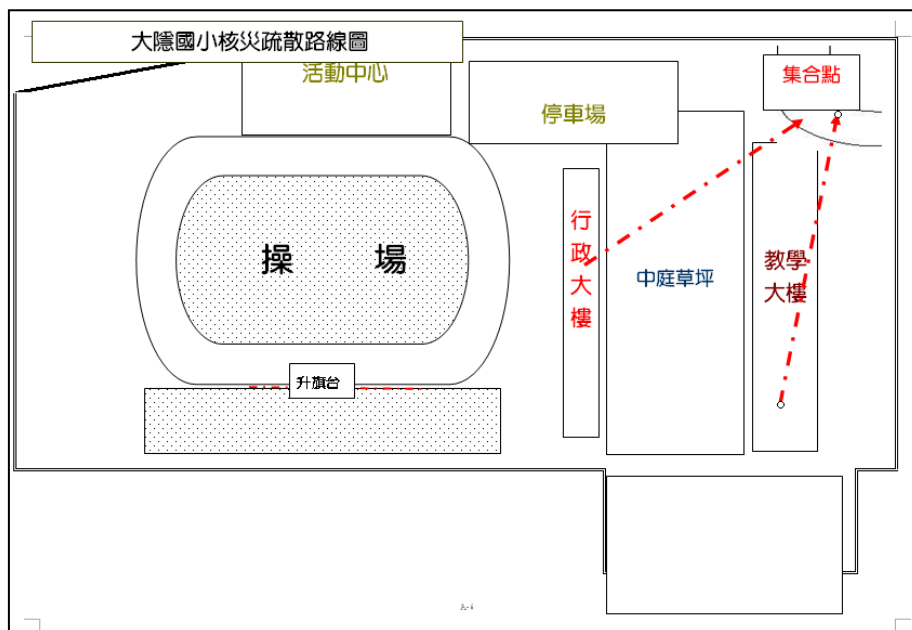 大隱國小核災疏散路線圖
活動中心
集合點
停車場
行
政
大
樓
操 場
中庭草坪
教學
大樓
升旗台